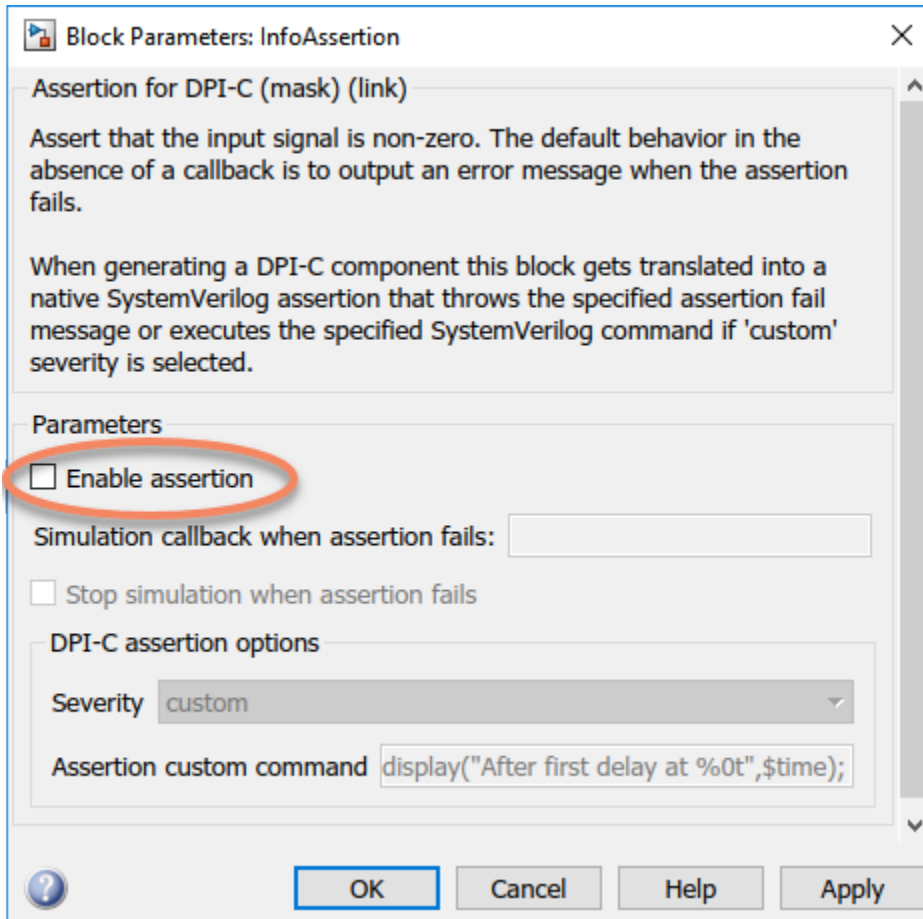 Block Parameters: InfoAssertion
Assertion for DPI-C (mask) (link)
Assert that the input signal is non-zero. The default behavior in the
absence of a callback is to output an error message when the assertion
fails.
When generating a DPI-C component this block gets translated into a
native SystemVerilog assertion that throws the specified assertion fail
message or executes the specified SystemVerilog command if 'custom'
severity is selected.
Parameters
Enable assertion
Simulation callback when assertion fails:
Stop simulation when assertion fails
DPI-C assertion options
Severity custom
Assertion custom command display("After first delay at %0t",$time);
OK Cancel Help Apply